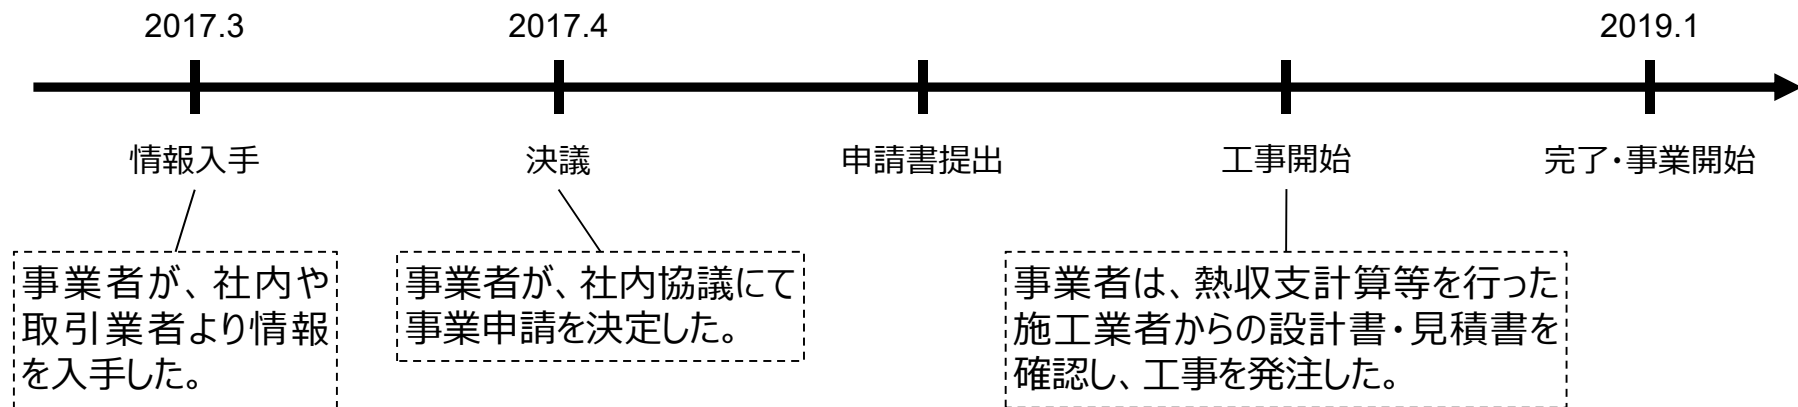 2017.3
2017.4
2019.1
情報入手
決議
申請書提出
工事開始
完了・事業開始
事業者が、社内や
取引業者より情報
を入手した。
事業者が、社内協議にて
事業申請を決定した。
事業者は、熱収支計算等を行った
施工業者からの設計書・見積書を
確認し、工事を発注した。